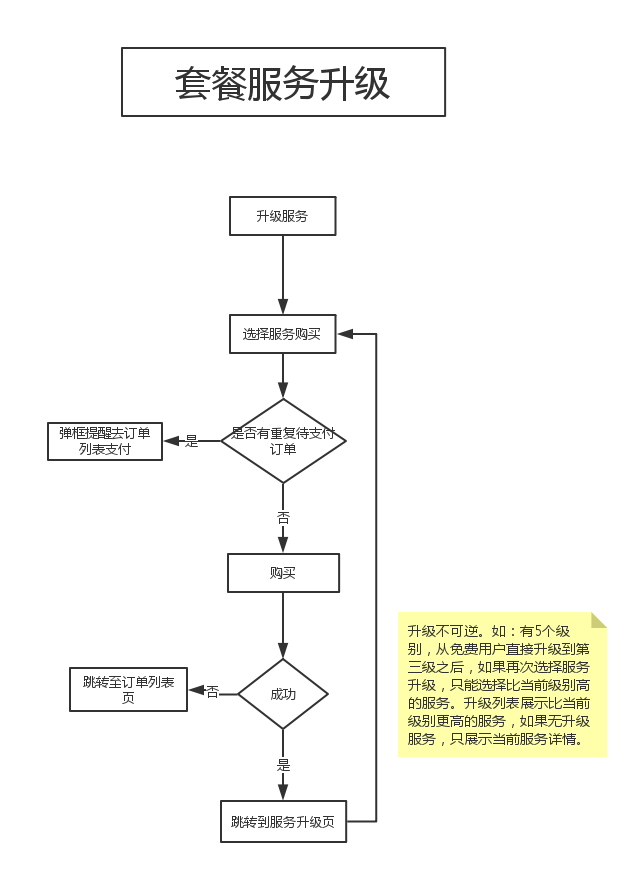 套餐服务升级
升级服务
选择服务购买
是否有重复待支付
订单
是
弹框提醒去订单
列表支付
否
购买
成功
否
跳转至订单列表
页
是
跳转到服务升级页
升级不可逆。如：有5个级
别，从免费用户直接升级到第
三级之后，如果再次选择服务
升级，只能选择比当前级别高
的服务。升级列表展示比当前
级别更高的服务，如果无升级
服务，只展示当前服务详情。